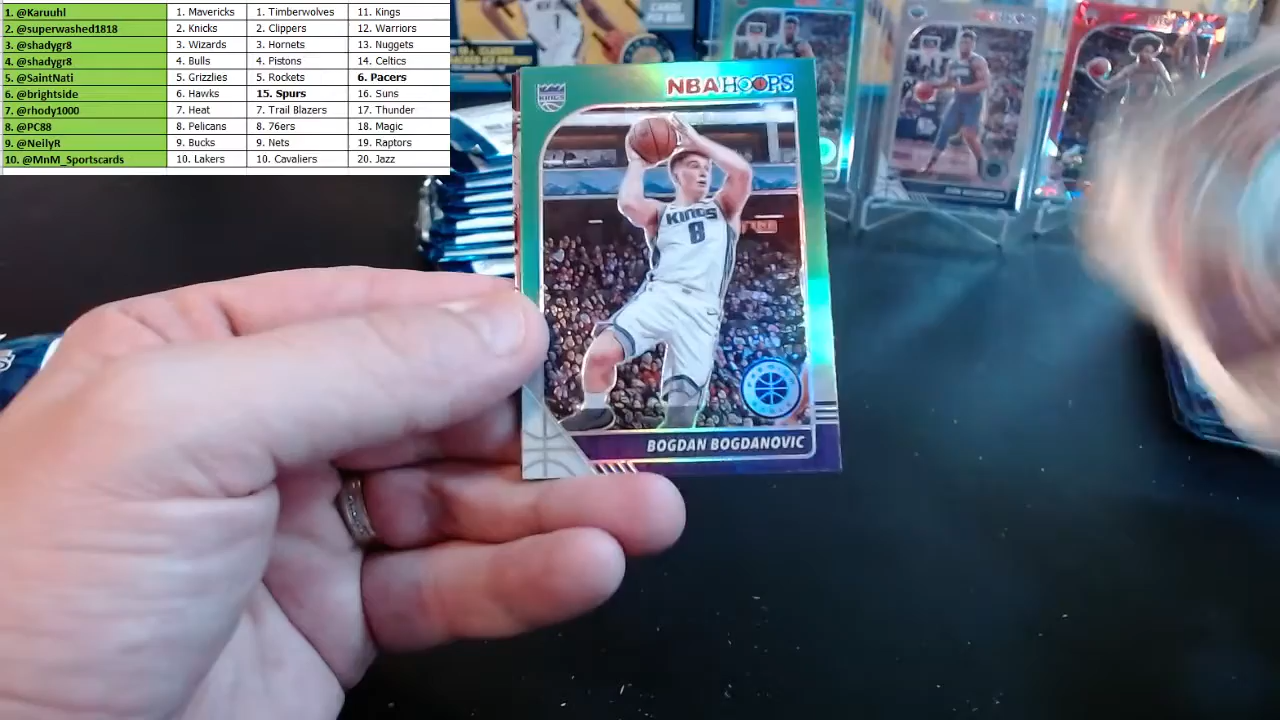 1. @Karuuhl 1. Mavericks 1. Timberwolves 11. Kings
2. @superwashed1818 2. Knicks 2. Clippers 12. Warriors
3. @shadygr8 3. Wizards 3. Hornets 13. Nuggets
4. @shadygr8 4. Bulls 4. Pistons 14. Celtics
5. @SaintNati 5. Grizzlies 5. Rockets 6. Pacers
6. @brightside 6. Hawks 15. Spurs 16. Suns
7. @rhody1000 7. Heat 7. Trail Blazers 17. Thunder
8. @PC88 8. Pelicans 8. 76ers 18. Magic
9. @NeilyR 9. Bucks 9. Nets 19. Raptors
10. @MnM_Sportscards 10. Lakers 10. Cavaliers 20. Jazz
NBA HOOPS
KINGS
KINGS
8
BOGDAN BOGDANOVIC